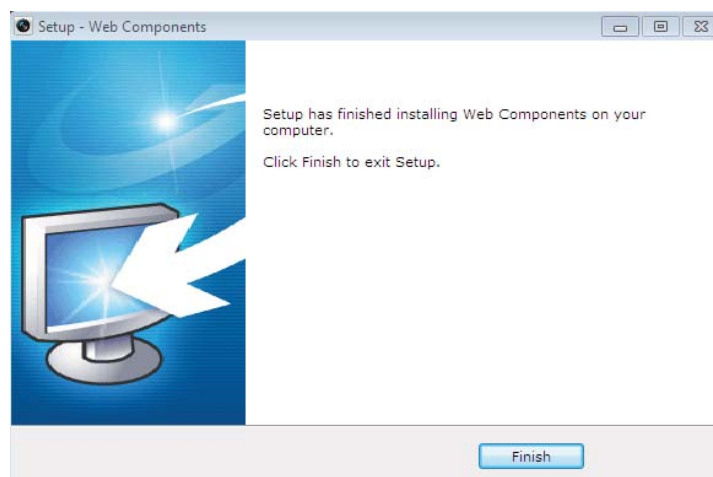 Setup - Web Components
Setup has finished installing Web Components on your
computer.
Click Finish to exit Setup.
Finish